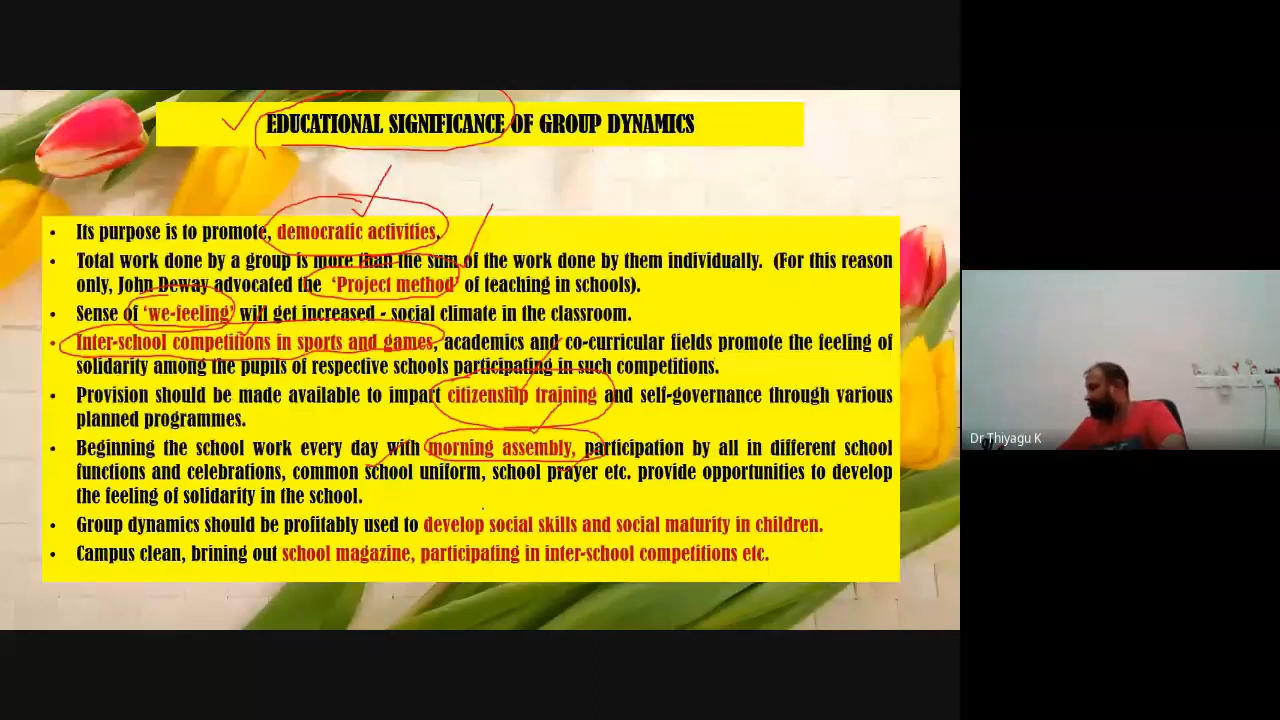 EDUCATIONAL SIGNIFICANCE OF GROUP DYNAMICS
• Its purpose is to promote, democratic activities.
• Total work done by a group is more than the sum of the work done by them individually. (For this reason
only, John Deway advocated the 'Project method' of teaching in schools).
• Sense of 'we-feeling' will get increased - social climate in the classroom.
• Inter-school competitions in sports and games, academics and co-curricular fields promote the feeling of
solidarity among the pupils of respective schools participating in such competitions.
• Provision should be made available to impart citizenship training and self-governance through various
planned programmes.
• Beginning the school work every day with morning assembly, participation by all in different school
functions and celebrations, common school uniform, school prayer etc. provide opportunities to develop
the feeling of solidarity in the school.
• Group dynamics should be profitably used to develop social skills and social maturity in children.
• Campus clean, brining out school magazine, participating in inter-school competitions etc.
Dr Thiyagu K